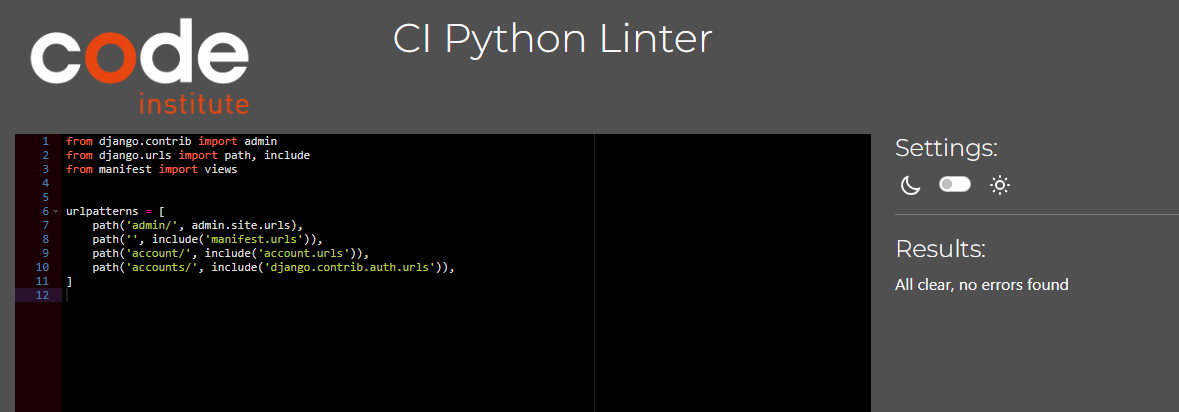 code
institute
CI Python Linter
1 from django.contrib import admin
2 from django.urls import path, include
3 from manifest import views
4
5
6 urlpatterns = [
7     path('admin/', admin.site.urls),
8     path('', include('manifest.urls')),
9     path('account/', include('account.urls')),
10     path('accounts/', include('django.contrib.auth.urls')),
11 ]
12
Settings:
Results:
All clear, no errors found